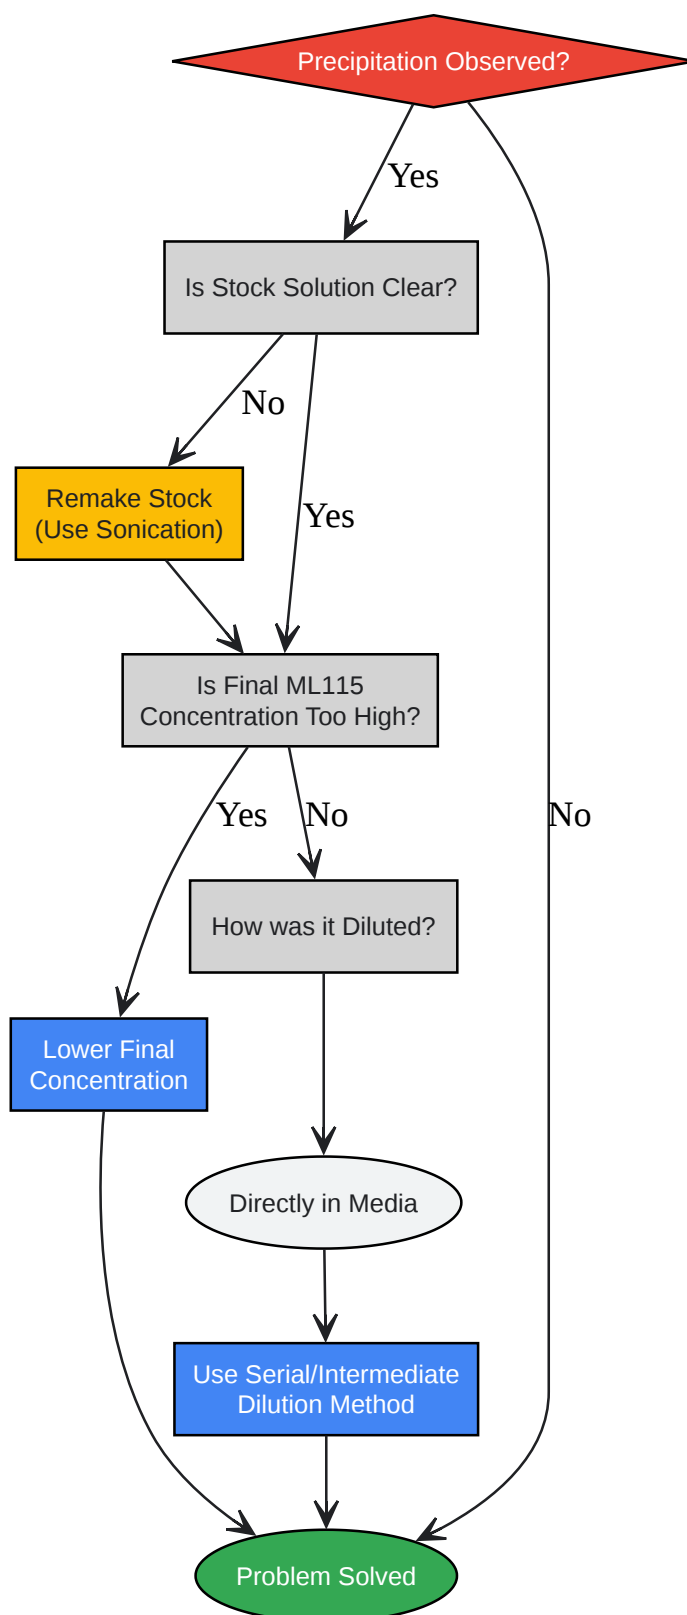 Precipitation Observed?
Yes
Is Stock Solution Clear?
No
Remake Stock
(Use Sonication)
Yes
Is Final ML115
Concentration Too High?
Yes
No
No
How was it Diluted?
Lower Final
Concentration
Directly in Media
Use Serial/Intermediate
Dilution Method
Problem Solved